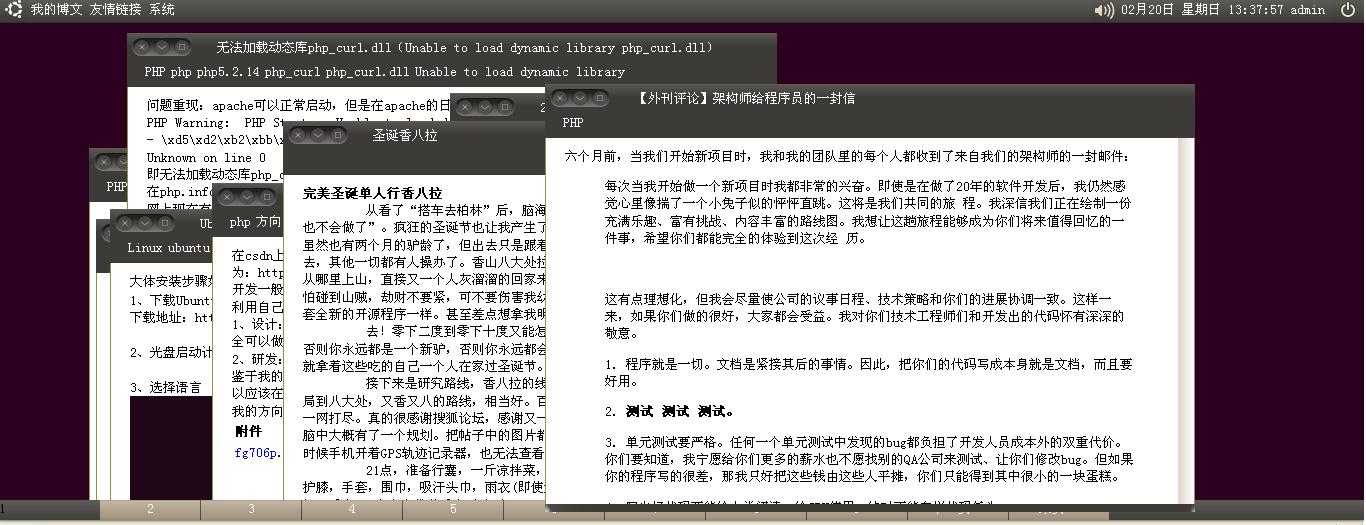 我的博文 友情链接 系统
02月20日 星期日 13:37:57 admin
无法加载动态库php_curl.dll (Unable to load dynamic library php_curl.dll)
PHP php php5.2.14 php_curl php_curl.dll Unable to load dynamic library
问题重现: apache可以正常启动, 但是在apache的日
PHP Warning: PHP
- \xd5\xd2\xb2\xbb\x
Unknown on line 0
即无法加载动态库php_c
在php.in
PHP
Ub
Linux ubuntu
大体安装步骤
1、下载Ubunt
下载地址: htt
2、光盘启动计
3、选择语言
php 方向
在csdn上
为: http
开发一般
利用自己
1、设计:
全可以做
2、研发:
鉴于我的
以应该在
我的方向
附件
fg706p.
圣诞香八拉
完美圣诞单人行香八拉
从看了“搭车去柏林”后, 脑海
也不会做了”。疯狂的圣诞节也让我产生了
虽然也有两个月的驴龄了, 但出去只是跟着
去, 其他一切都有人操办了。香山八大处拉
从哪里上山, 直接又一个人灰溜溜的回家来
怕碰到山贼, 劫财不要紧, 可不要伤害我幼
套全新的开源程序一样。甚至差点想拿我明
去! 零下二度到零下十度又能怎
否则你永远都是一个新驴, 否则你永远都会
就拿着这些吃的自己一个人在家过圣诞节。
接下来是研究路线, 香八拉的线
局到八大处, 又香又八的路线, 相当好。百
一网打尽。真的很感谢搜狐论坛, 感谢又一
脑中大概有了一个规划。把帖子中的图片都
时候手机开着GPS轨迹记录器, 也无法查看
21点, 准备行囊, 一斤凉拌菜,
护膝, 手套, 围巾, 吸汗头巾, 雨衣(即使
2
【外刊评论】架构师给程序员的一封信
PHP
六个月前, 当我们开始新项目时, 我和我的团队里的每个人都收到了来自我们的架构师的一封邮件:
每次当我开始做一个新项目时我都非常的兴奋。即使是在做了20年的软件开发后, 我仍然感
觉心里像揣了一个小兔子似的怦怦直跳。这将是我们共同的旅 程。我深信我们正在绘制一份
充满乐趣、富有挑战、内容丰富的路线图。我想让这趟旅程能够成为你们将来值得回忆的一
件事, 希望你们都能完全的体验到这次经 历。
这有点理想化, 但我会尽量使公司的议事日程、技术策略和你们的进展协调一致。这样一
来, 如果你们做的很好, 大家都会受益。我对你们技术工程师们和开发出的代码怀有深深的
敬意。
1. 程序就是一切。文档是紧接其后的事情。因此, 把你们的代码写成本身就是文档, 而且要
好用。
2. 测试 测试 测试。
3. 单元测试要严格。任何一个单元测试中发现的bug都负担了开发人员成本外的双重代价。
你们要知道, 我宁愿给你们更多的薪水也不愿找别的QA公司来测试、让你们修改bug。但如果
你的程序写的很差, 那我只好把这些钱由这些人平摊, 你们只能得到其中很小的一块蛋糕。
1 2 3 4 5